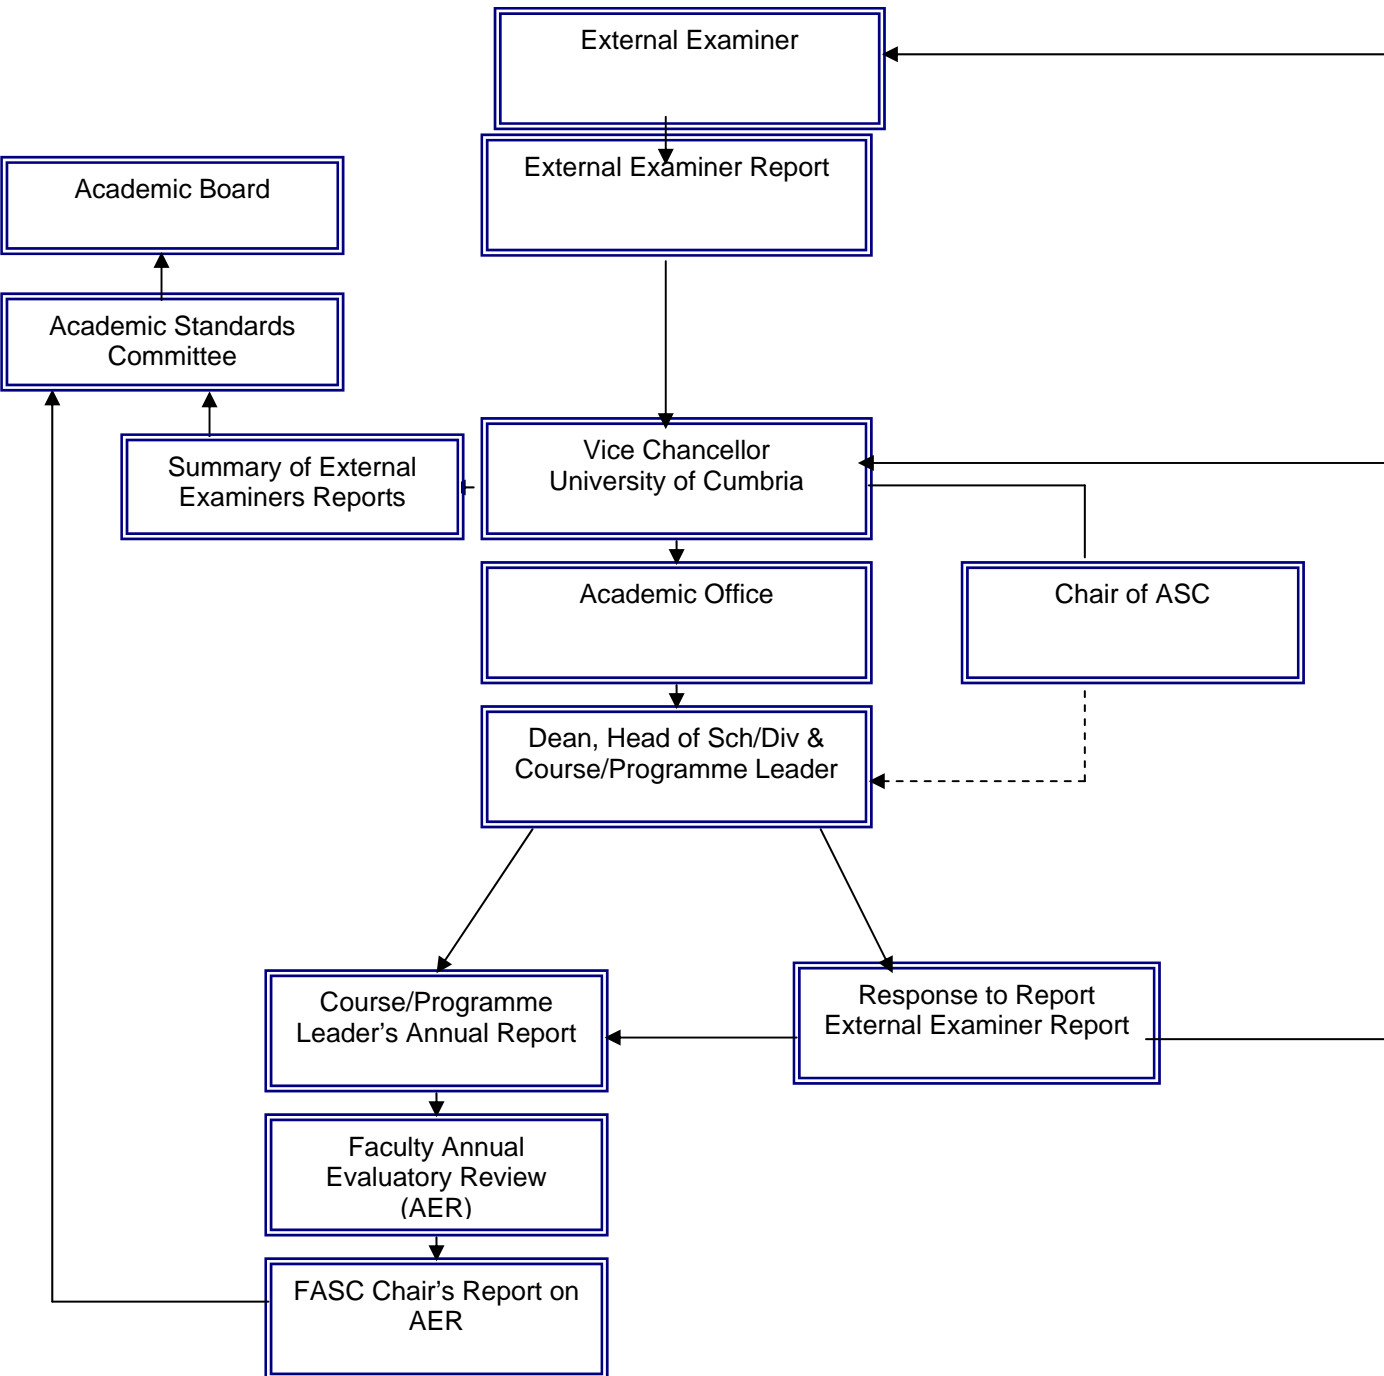 External Examiner
External Examiner Report
Academic Board
Academic Standards
Committee
Summary of External
Examiners Reports
Vice Chancellor
University of Cumbria
Academic Office
Chair of ASC
Dean, Head of Sch/Div &
Course/Programme Leader
Course/Programme
Leader’s Annual Report
Response to Report
External Examiner Report
Faculty Annual
Evaluatory Review
(AER)
FASC Chair’s Report on
AER